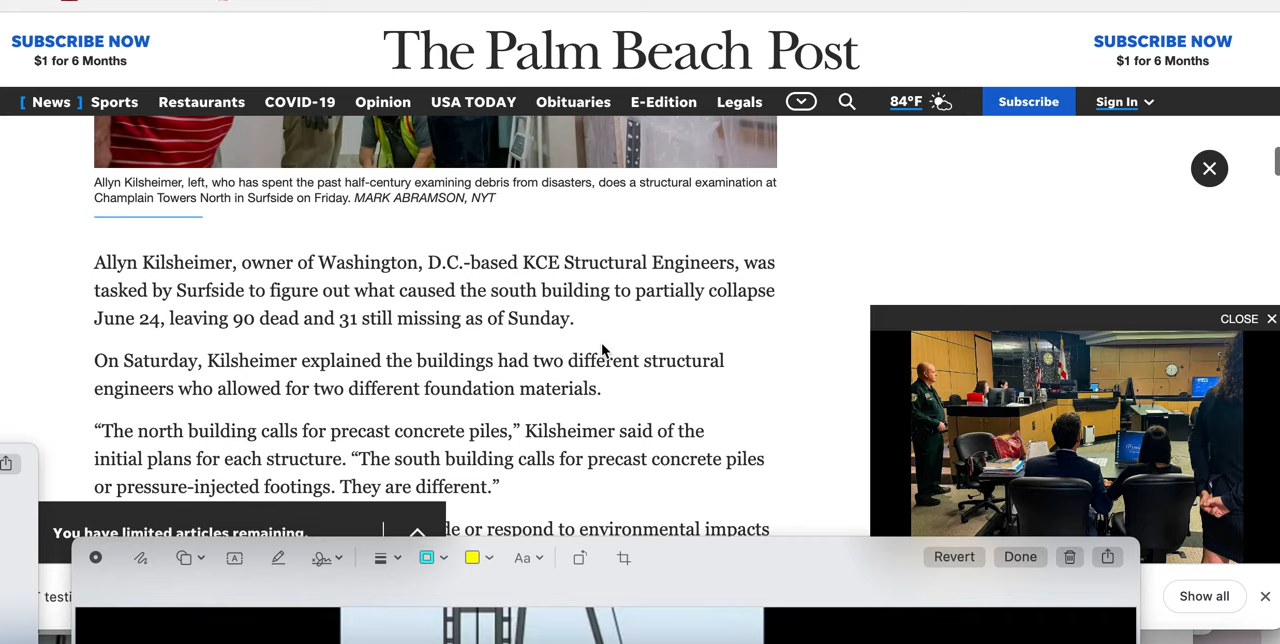 SUBSCRIBE NOW
$1 for 6 Months
The Palm Beach Post
SUBSCRIBE NOW
$1 for 6 Months
[ News ] Sports Restaurants COVID-19 Opinion USA TODAY Obituaries E-Edition Legals 84°F Subscribe Sign In
Allyn Kilsheimer, left, who has spent the past half-century examining debris from disasters, does a structural examination at
Champlain Towers North in Surfside on Friday. MARK ABRAMSON, NYT
Allyn Kilsheimer, owner of Washington, D.C.-based KCE Structural Engineers, was
tasked by Surfside to figure out what caused the south building to partially collapse
June 24, leaving 90 dead and 31 still missing as of Sunday.
CLOSE
On Saturday, Kilsheimer explained the buildings had two different structural
engineers who allowed for two different foundation materials.
“The north building calls for precast concrete piles,” Kilsheimer said of the
initial plans for each structure. “The south building calls for precast concrete piles
or pressure-injected footings. They are different.”
You have limited articles remaining.
or respond to environmental impacts
A Aa Revert Done
Show all